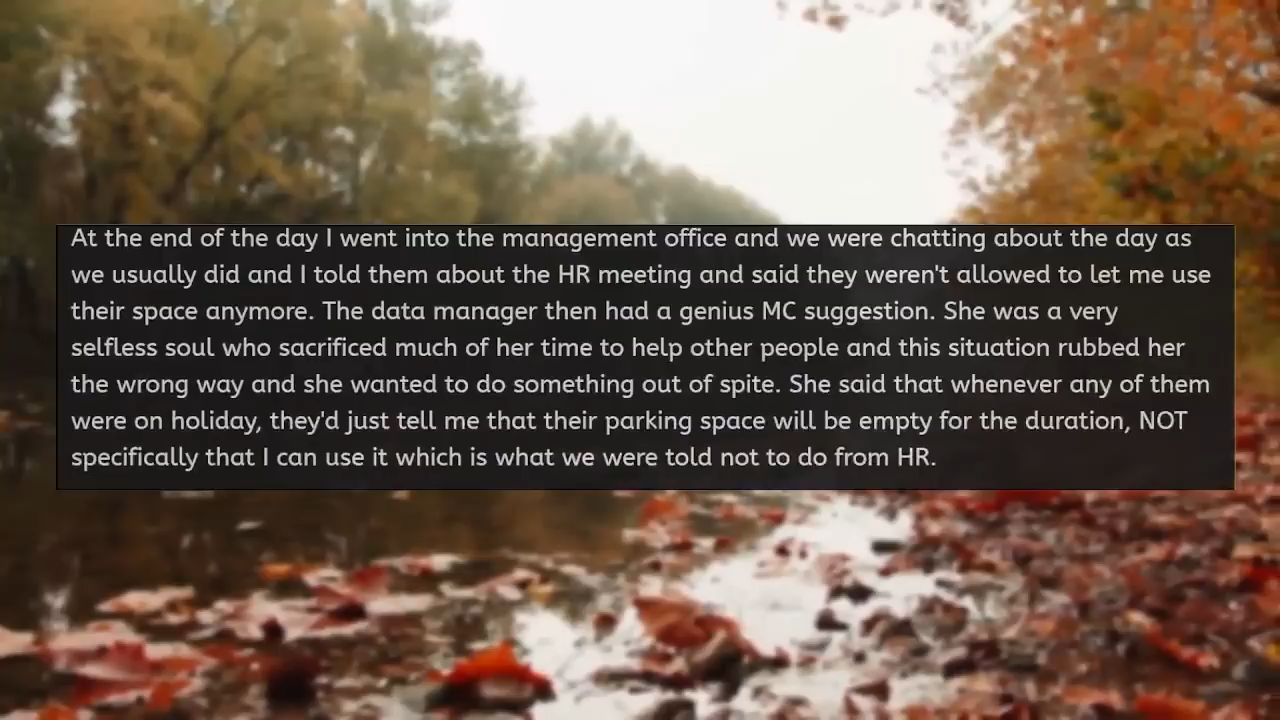 At the end of the day I went into the management office and we were chatting about the day as
we usually did and I told them about the HR meeting and said they weren't allowed to let me use
their space anymore. The data manager then had a genius MC suggestion. She was a very
selfless soul who sacrificed much of her time to help other people and this situation rubbed her
the wrong way and she wanted to do something out of spite. She said that whenever any of them
were on holiday, they'd just tell me that their parking space will be empty for the duration, NOT
specifically that I can use it which is what we were told not to do from HR.